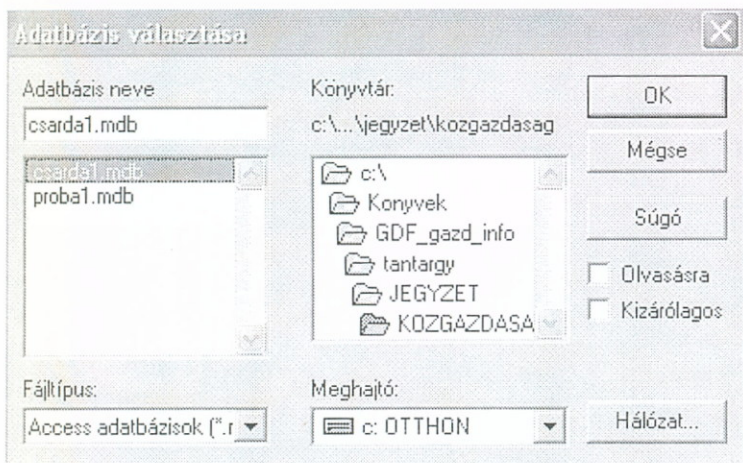 Adatbázis választása
Adatbázis neve
csarda1.mdb
csarda1.mdb
proba1.mdb
Fájltípus:
Access adatbázisok (*.r
Könyvtár:
c:\...\jegyzet\kozgazdasag
c:\
Konyvek
GDF_gazd_info
tantargy
JEGYZET
KOZGAZDASA
Meghajtó:
c: OTTHON
OK
Mégse
Súgó
Olvasásra
Kizárólagos
Hálózat...